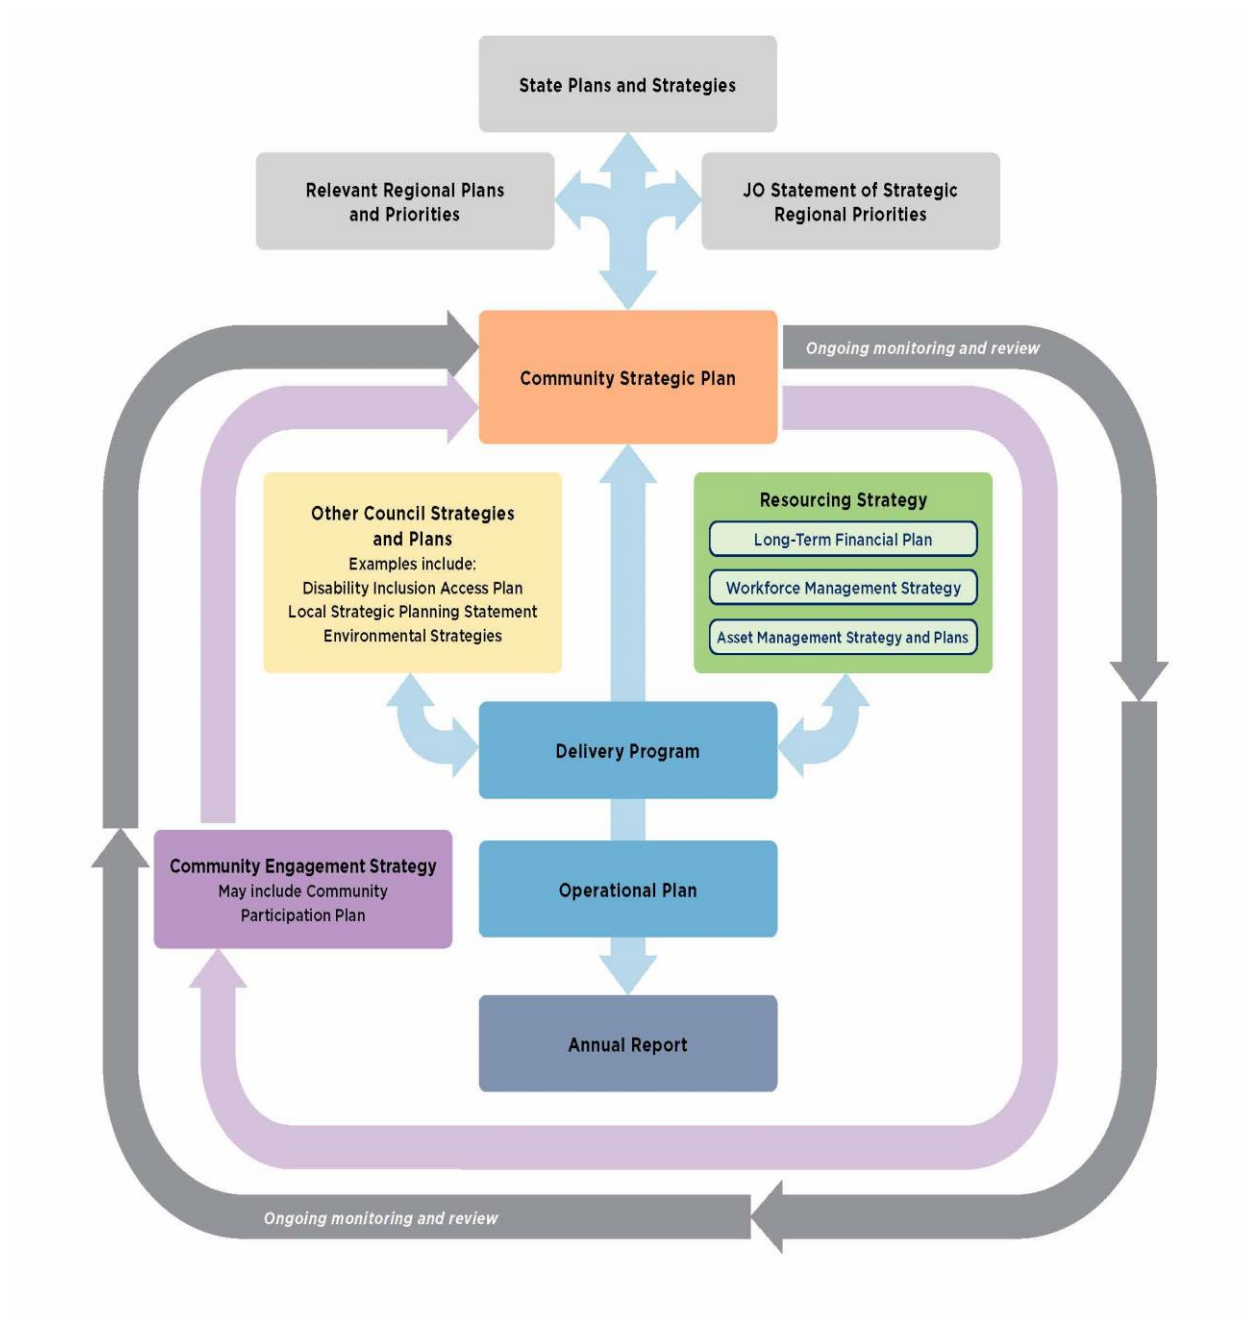 State Plans and Strategies
Relevant Regional Plans
and Priorities
JO Statement of Strategic
Regional Priorities
Community Strategic Plan
Ongoing monitoring and review
Other Council Strategies
and Plans
Examples include:
Disability Inclusion Access Plan
Local Strategic Planning Statement
Environmental Strategies
Resourcing Strategy
Long-Term Financial Plan
Workforce Management Strategy
Asset Management Strategy and Plans
Delivery Program
Community Engagement Strategy
May include Community
Participation Plan
Operational Plan
Annual Report
Ongoing monitoring and review